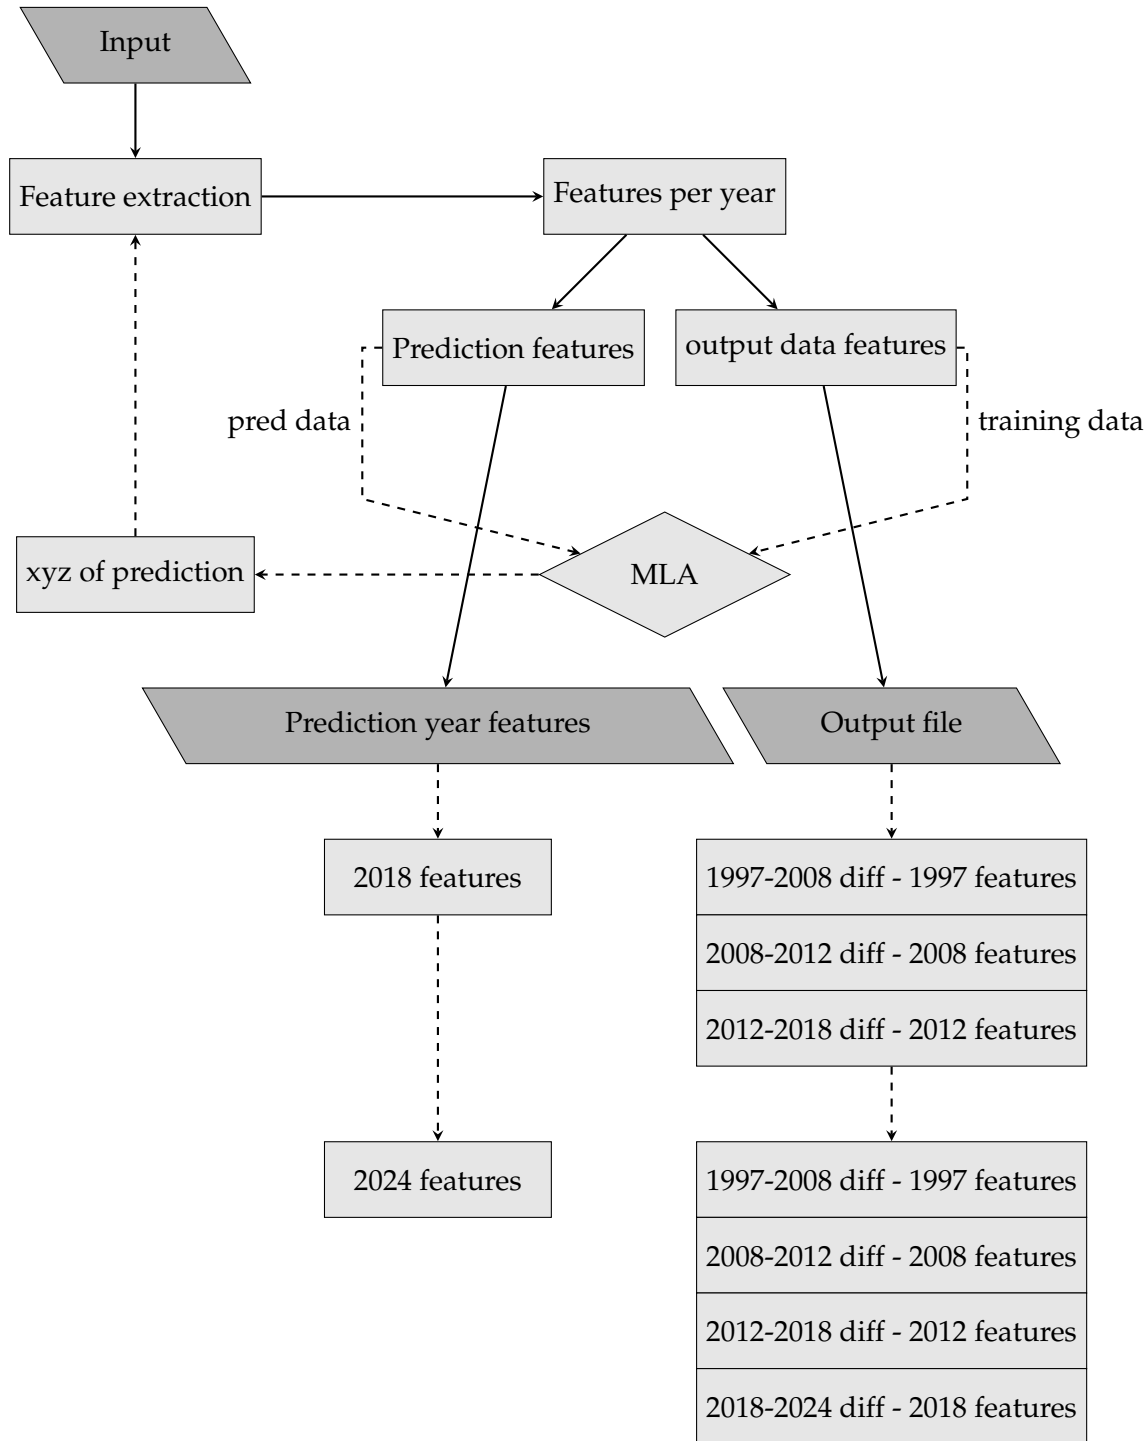 Input
Feature extraction
Features per year
Prediction features
output data features
pred data
training data
xyz of prediction
MLA
Prediction year features
Output file
2018 features
1997-2008 diff - 1997 features
2008-2012 diff - 2008 features
2012-2018 diff - 2012 features
2024 features
1997-2008 diff - 1997 features
2008-2012 diff - 2008 features
2012-2018 diff - 2012 features
2018-2024 diff - 2018 features